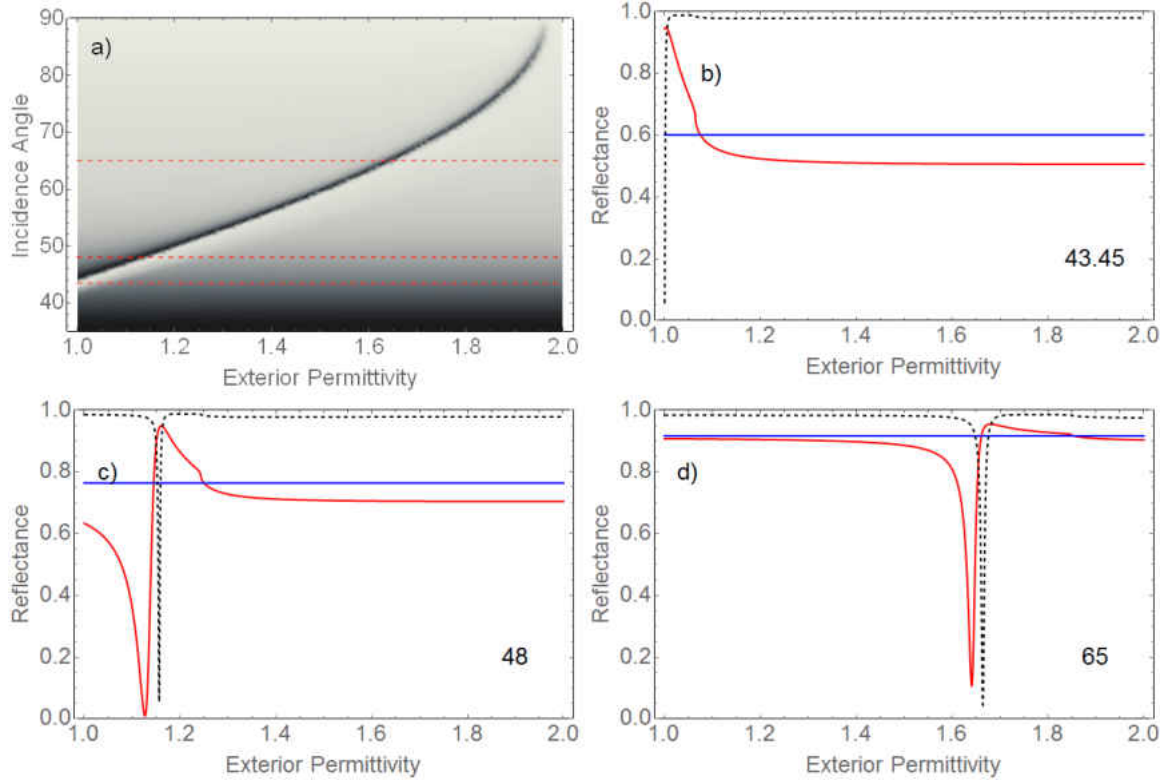 a)
Incidence Angle
90
80
70
60
50
40
1.0 1.2 1.4 1.6 1.8 2.0
Exterior Permittivity
b)
Reflectance
1.0
0.8
0.6
0.4
0.2
0.0
43.45
1.0 1.2 1.4 1.6 1.8 2.0
Exterior Permittivity
c)
Reflectance
1.0
0.8
0.6
0.4
0.2
0.0
48
1.0 1.2 1.4 1.6 1.8 2.0
Exterior Permittivity
d)
Reflectance
1.0
0.8
0.6
0.4
0.2
0.0
65
1.0 1.2 1.4 1.6 1.8 2.0
Exterior Permittivity